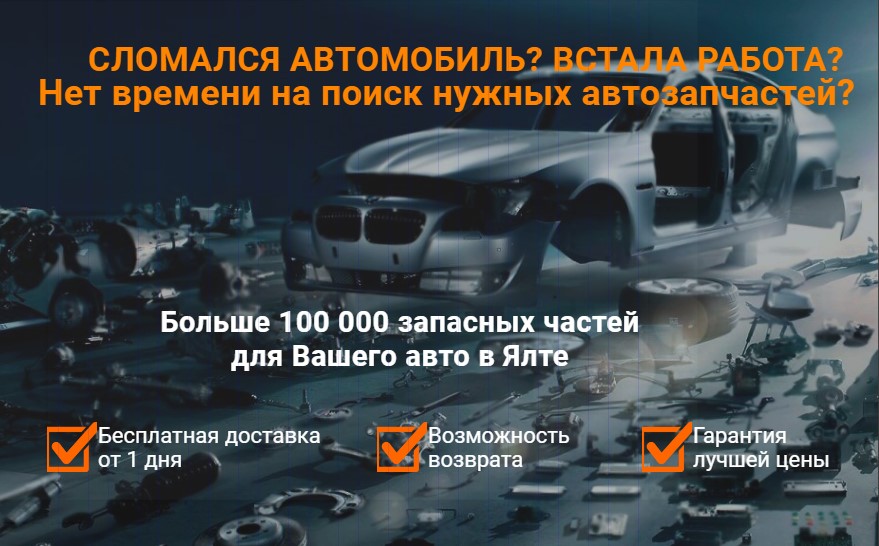 СЛОМАЛСЯ АВТОМОБИЛЬ? ВСТАЛА РАБОТА?
Нет времени на поиск нужных автозапчастей?
Больше 100 000 запасных частей
для Вашего авто в Ялте
Бесплатная доставка
от 1 дня
Возможность
возврата
Гарантия
лучшей цены